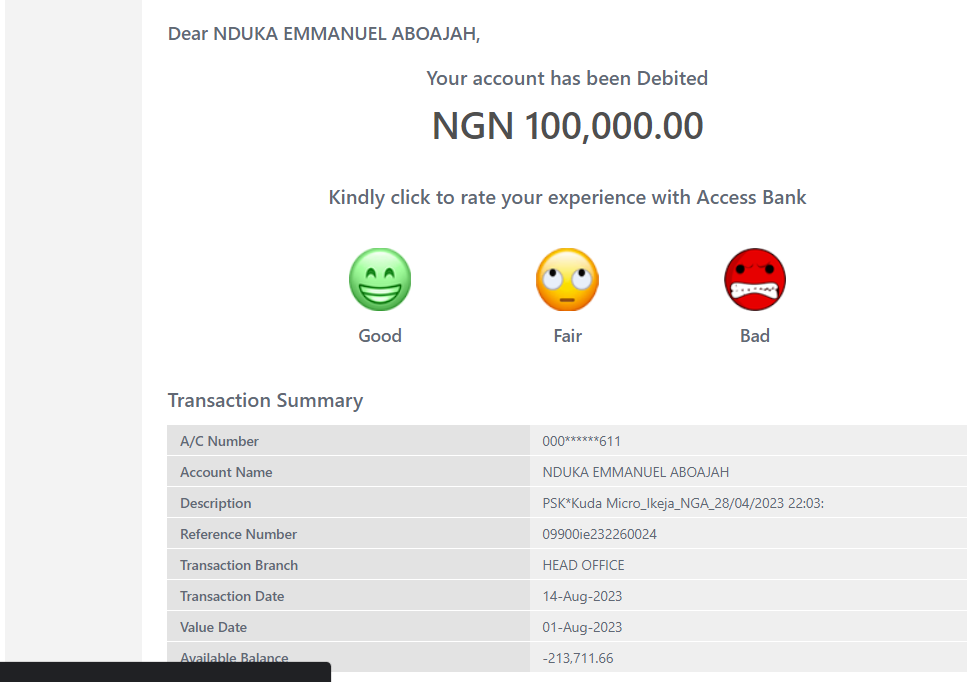 Dear NDUKA EMMANUEL ABOAJAH,
Your account has been Debited
NGN 100,000.00
Kindly click to rate your experience with Access Bank
Good Fair Bad
Transaction Summary
A/C Number 000******611
Account Name NDUKA EMMANUEL ABOAJAH
Description PSK*Kuda Micro_Ikeja_NGA_28/04/2023 22:03:
Reference Number 09900ie232260024
Transaction Branch HEAD OFFICE
Transaction Date 14-Aug-2023
Value Date 01-Aug-2023
Available Balance -213,711.66